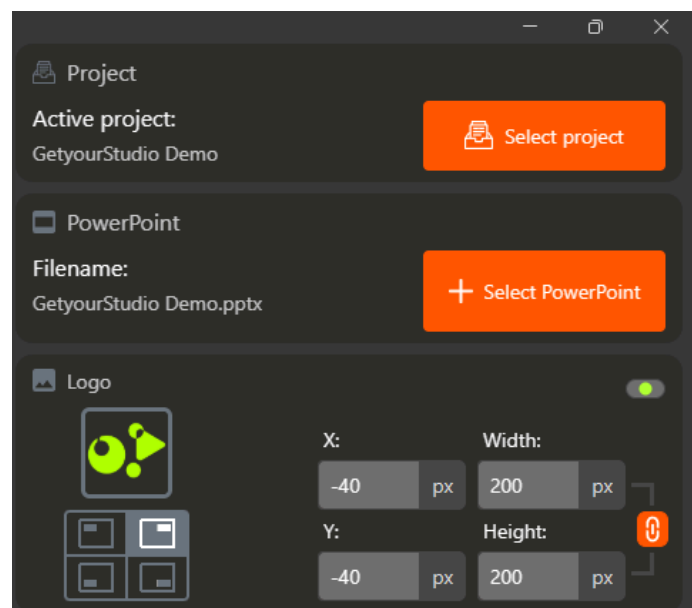 Project
Active project:
GetyourStudio Demo
Select project
PowerPoint
Filename:
GetyourStudio Demo.pptx
Select PowerPoint
Logo
X:
Width:
-40 px
200 px
Y:
Height:
-40 px
200 px